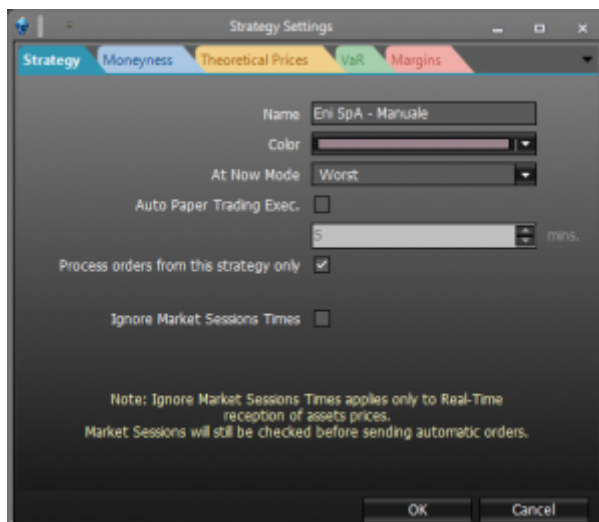 Strategy Settings
Strategy Moneyness Theoretical Prices VaR Margins
Name Eni SpA - Manuale
Color
At Now Mode Worst
Auto Paper Trading Exec.
5 mins.
Process orders from this strategy only
Ignore Market Sessions Times
Note: Ignore Market Sessions Times applies only to Real-Time
reception of assets prices.
Market Sessions will still be checked before sending automatic orders.
OK Cancel